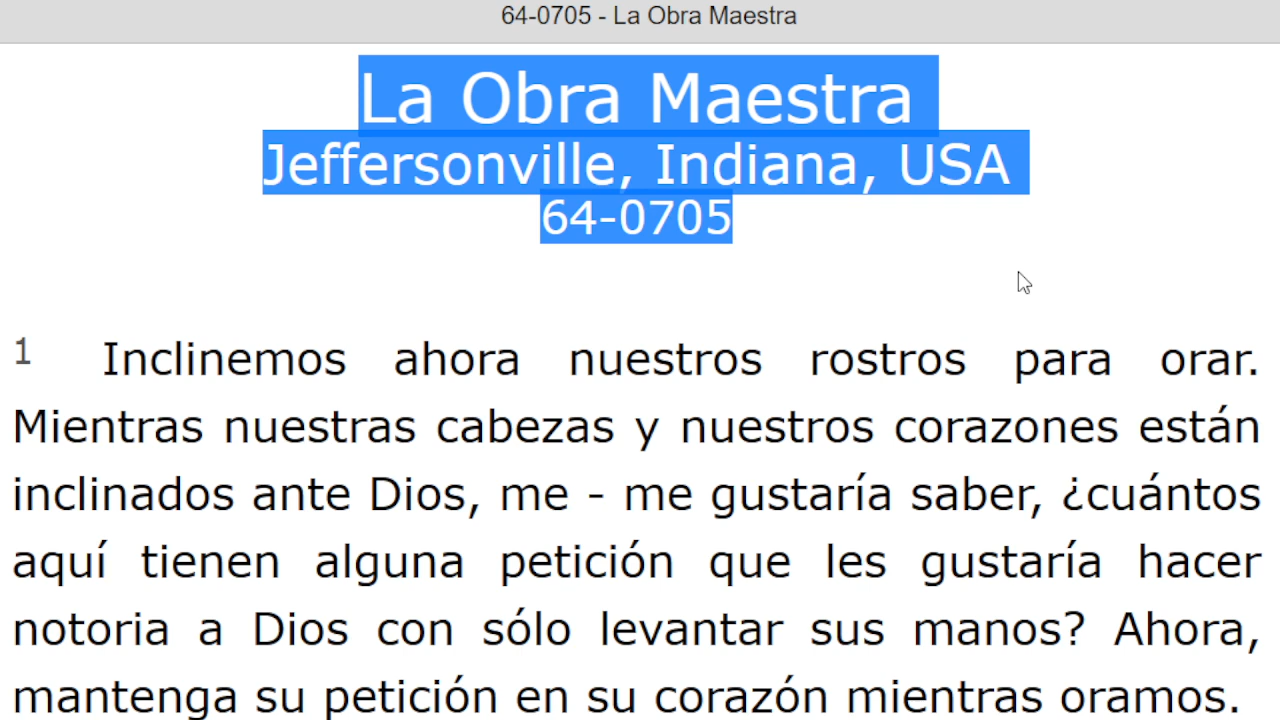 64-0705 - La Obra Maestra
La Obra Maestra
Jeffersonville, Indiana, USA
64-0705
1 Inclinemos ahora nuestros rostros para orar.
Mientras nuestras cabezas y nuestros corazones están
inclinados ante Dios, me - me gustaría saber, ¿cuántos
aquí tienen alguna petición que les gustaría hacer
notoria a Dios con sólo levantar sus manos? Ahora,
mantenga su petición en su corazón mientras oramos.